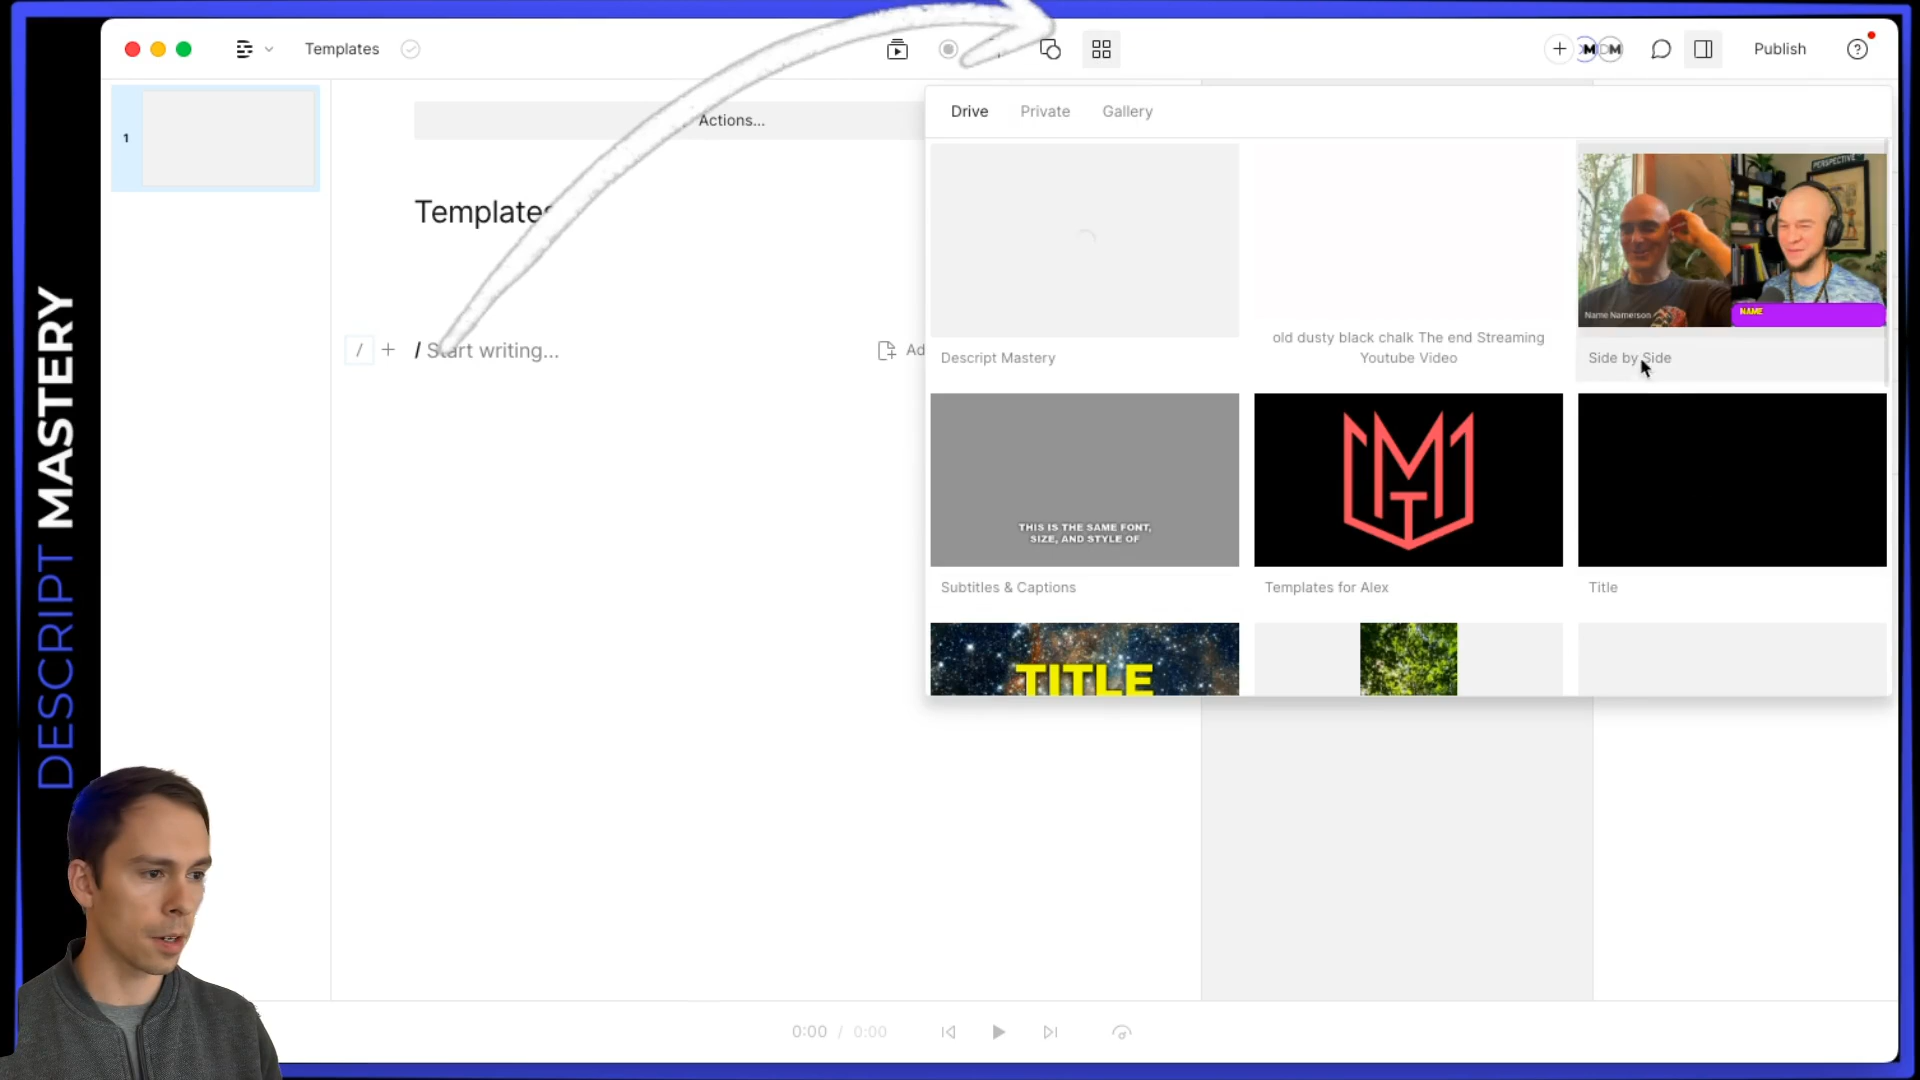 Templates
Publish
1
Actions...
Drive
Private
Gallery
Templates
/
/ Start writing...
Descript Mastery
old dusty black chalk The end Streaming
Youtube Video
PERSPECTIVE
Name Namerson
NAME
Side by Side
THIS IS THE SAME FONT,
SIZE, AND STYLE OF
Subtitles & Captions
Templates for Alex
Title
TITLE
0:00 / 0:00
DESCRIPT MASTERY